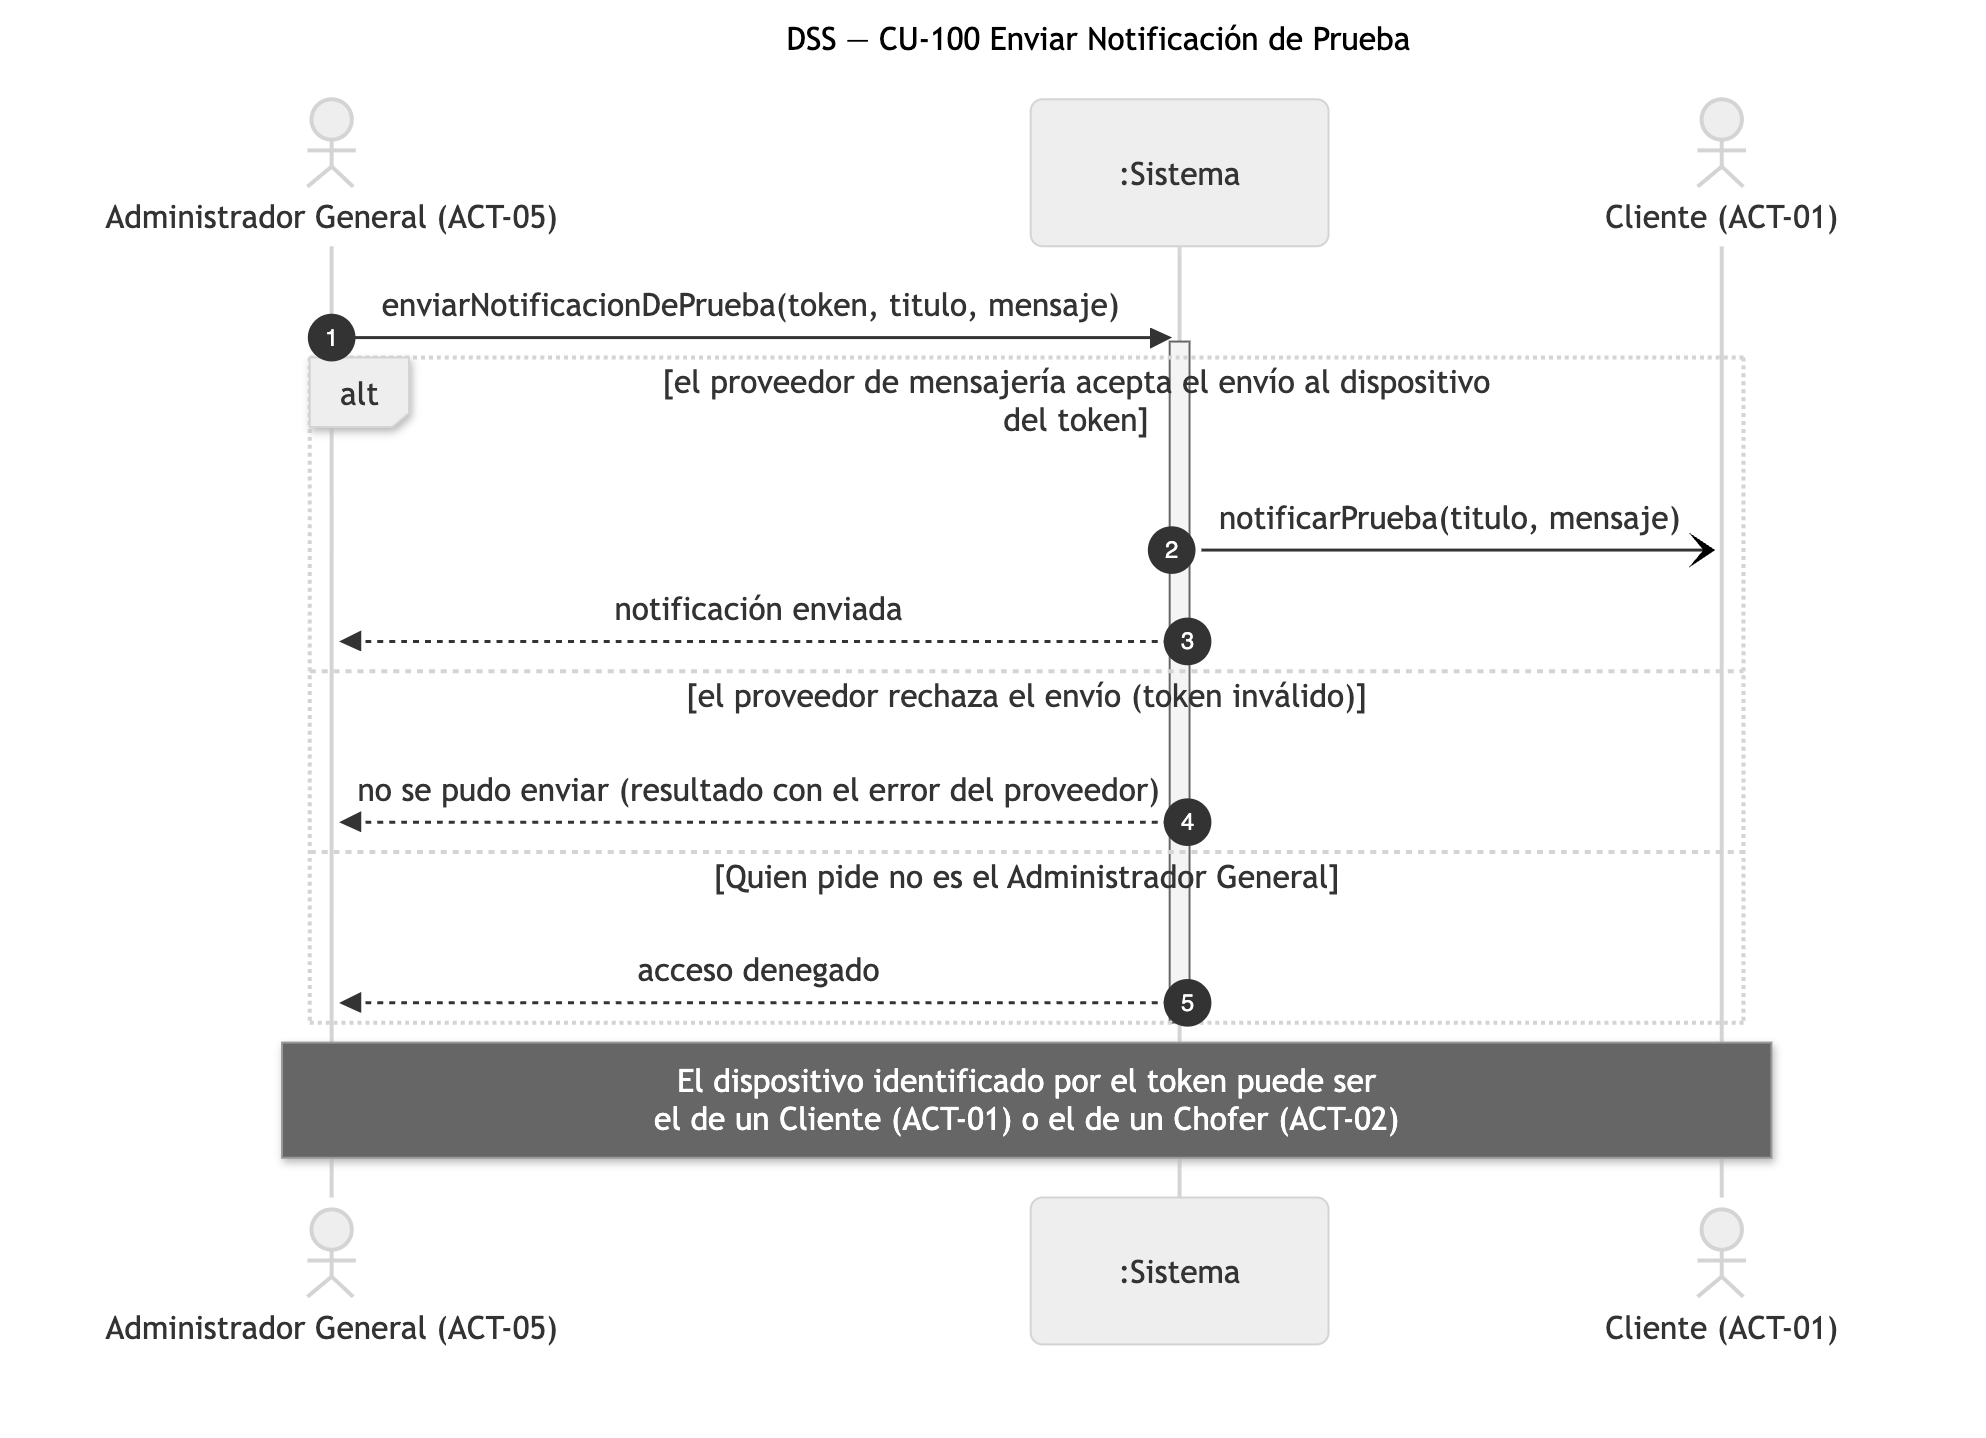 DSS — CU-100 Enviar Notificación de Prueba
Administrador General (ACT-05)
:Sistema
Cliente (ACT-01)
enviarNotificacionDePrueba(token, titulo, mensaje)
1
alt
[el proveedor de mensajería acepta el envío al dispositivo
del token]
notificarPrueba(titulo, mensaje)
2
notificación enviada
3
[el proveedor rechaza el envío (token inválido)]
no se pudo enviar (resultado con el error del proveedor)
4
[Quien pide no es el Administrador General]
acceso denegado
5
El dispositivo identificado por el token puede ser
el de un Cliente (ACT-01) o el de un Chofer (ACT-02)
Administrador General (ACT-05)
:Sistema
Cliente (ACT-01)